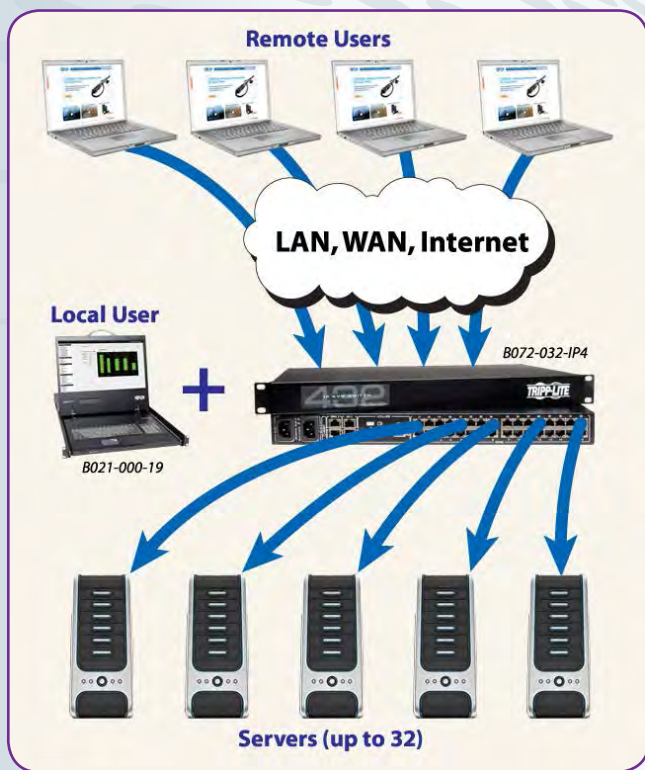 Remote Users
LAN, WAN, Internet
Local User
B072-032-IP4
TRIPP·LITE
B021-000-19
Servers (up to 32)